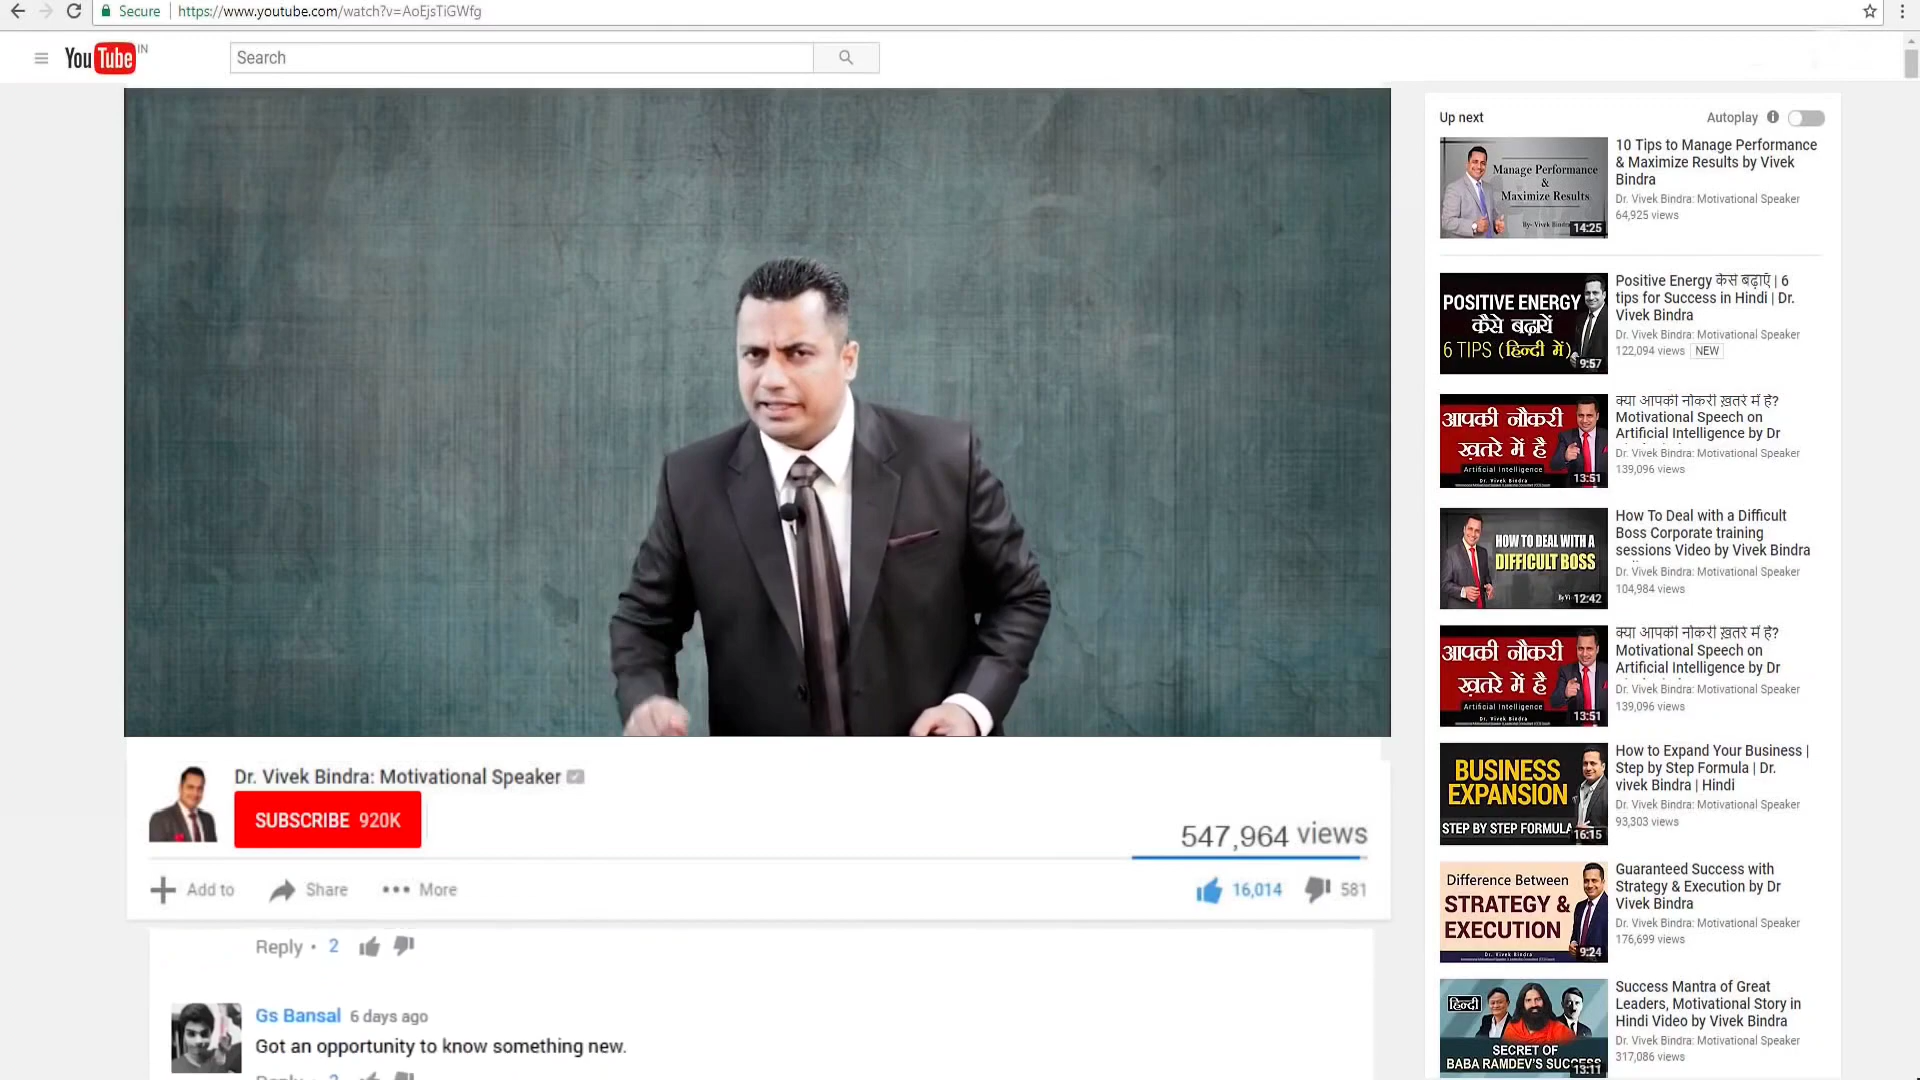 Secure
https://www.youtube.com/watch?v=AoEjsTiGWfg
YouTube IN
Search
Up next
Autoplay
Manage Performance
&
Maximize Results
14:25
10 Tips to Manage Performance
& Maximize Results by Vivek
Bindra
Dr. Vivek Bindra: Motivational Speaker
64,925 views
POSITIVE ENERGY
कैसे बढ़ायें
6 TIPS (हिन्दी में)
9:57
Positive Energy कैसे बढ़ाएँ | 6
tips for Success in Hindi | Dr.
Vivek Bindra
Dr. Vivek Bindra: Motivational Speaker
122,094 views NEW
आपकी नौकरी
ख़तरे में है
Artificial Intelligence
Dr. Vivek Bindra
13:51
क्या आपकी नौकरी ख़तरे में है?
Motivational Speech on
Artificial Intelligence by Dr
Dr. Vivek Bindra: Motivational Speaker
139,096 views
HOW TO DEAL WITH A
DIFFICULT BOSS
12:42
How To Deal with a Difficult
Boss Corporate training
sessions Video by Vivek Bindra
Dr. Vivek Bindra: Motivational Speaker
104,984 views
आपकी नौकरी
ख़तरे में है
Artificial Intelligence
Dr. Vivek Bindra
13:51
क्या आपकी नौकरी ख़तरे में है?
Motivational Speech on
Artificial Intelligence by Dr
Dr. Vivek Bindra: Motivational Speaker
139,096 views
BUSINESS
EXPANSION
STEP BY STEP FORMULA
16:15
How to Expand Your Business |
Step by Step Formula | Dr.
vivek Bindra | Hindi
Dr. Vivek Bindra: Motivational Speaker
93,303 views
Difference Between
STRATEGY &
EXECUTION
Dr. Vivek Bindra
9:24
Guaranteed Success with
Strategy & Execution by Dr
Vivek Bindra
Dr. Vivek Bindra: Motivational Speaker
176,699 views
हिन्दी
SECRET OF
BABA RAMDEV'S SUCCESS
13:11
Success Mantra of Great
Leaders, Motivational Story in
Hindi Video by Vivek Bindra
Dr. Vivek Bindra: Motivational Speaker
317,086 views
Dr. Vivek Bindra: Motivational Speaker
SUBSCRIBE 920K
547,964 views
Add to
Share
More
16,014
581
Reply • 2
Gs Bansal 6 days ago
Got an opportunity to know something new.